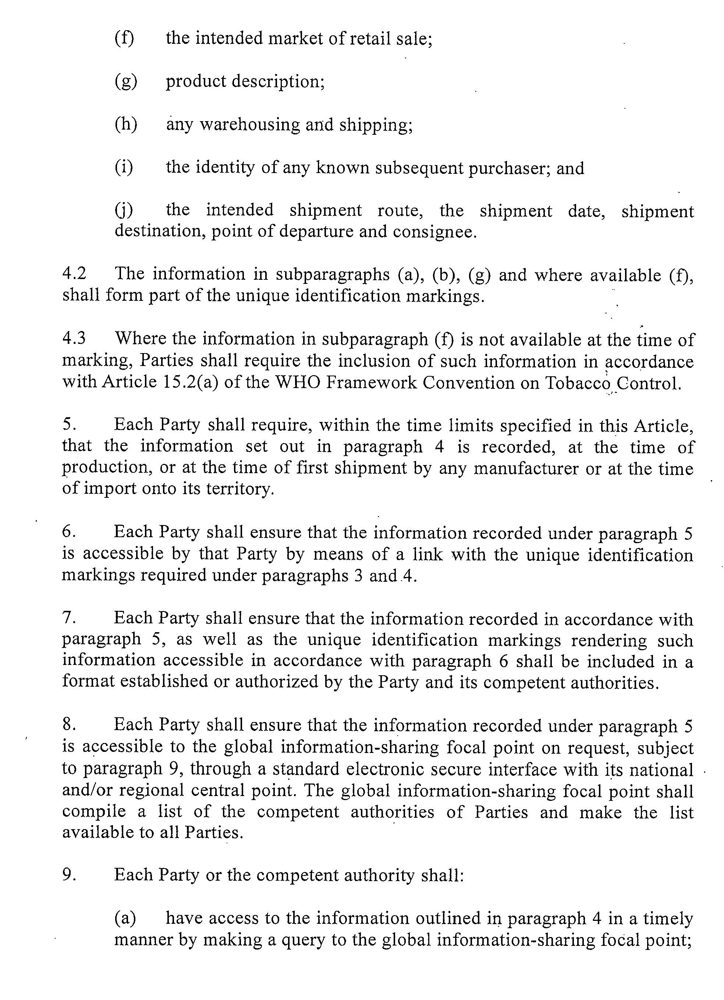 (f) the intended market of retail sale;
(g) product description;
(h) any warehousing and shipping;
(i) the identity of any known subsequent purchaser; and
(j) the intended shipment route, the shipment date, shipment
destination, point of departure and consignee.
4.2 The information in subparagraphs (a), (b), (g) and where available (f),
shall form part of the unique identification markings.
4.3 Where the information in subparagraph (f) is not available at the time of
marking, Parties shall require the inclusion of such information in accordance
with Article 15.2(a) of the WHO Framework Convention on Tobacco Control.
5. Each Party shall require, within the time limits specified in this Article,
that the information set out in paragraph 4 is recorded, at the time of
production, or at the time of first shipment by any manufacturer or at the time
of import onto its territory.
6. Each Party shall ensure that the information recorded under paragraph 5
is accessible by that Party by means of a link with the unique identification
markings required under paragraphs 3 and 4.
7. Each Party shall ensure that the information recorded in accordance with
paragraph 5, as well as the unique identification markings rendering such
information accessible in accordance with paragraph 6 shall be included in a
format established or authorized by the Party and its competent authorities.
8. Each Party shall ensure that the information recorded under paragraph 5
is accessible to the global information-sharing focal point on request, subject
to paragraph 9, through a standard electronic secure interface with its national
and/or regional central point. The global information-sharing focal point shall
compile a list of the competent authorities of Parties and make the list
available to all Parties.
9. Each Party or the competent authority shall:
(a) have access to the information outlined in paragraph 4 in a timely
manner by making a query to the global information-sharing focal point;